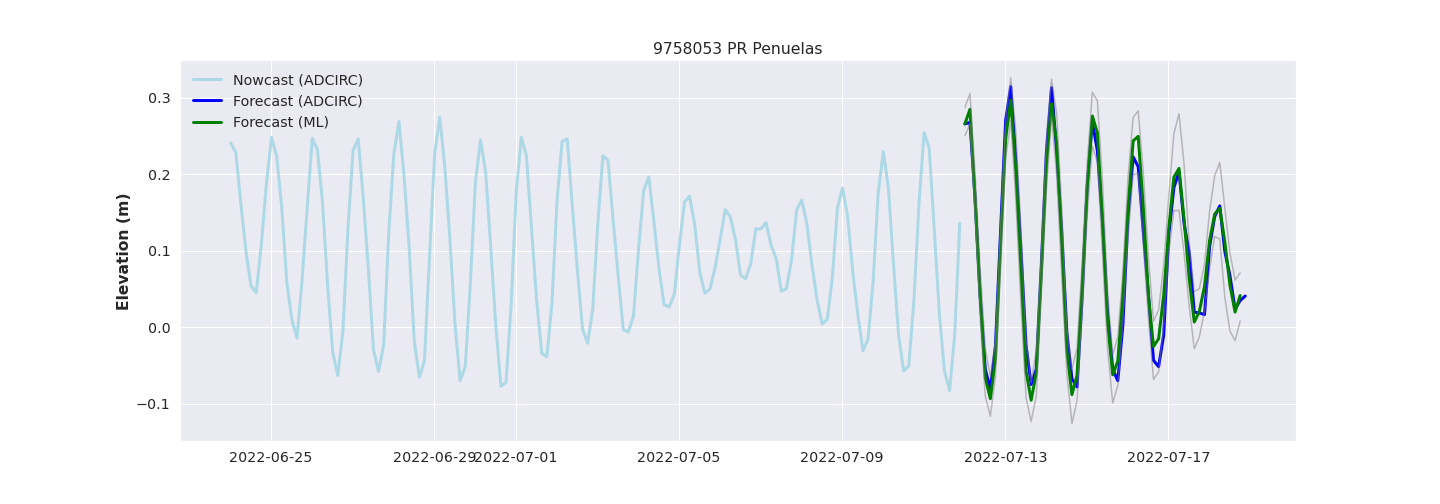 9758053 PR Penuelas
Nowcast (ADCIRC)
Forecast (ADCIRC)
Forecast (ML)
Elevation (m)
0.3
0.2
0.1
0.0
−0.1
2022-06-25
2022-06-29
2022-07-01
2022-07-05
2022-07-09
2022-07-13
2022-07-17